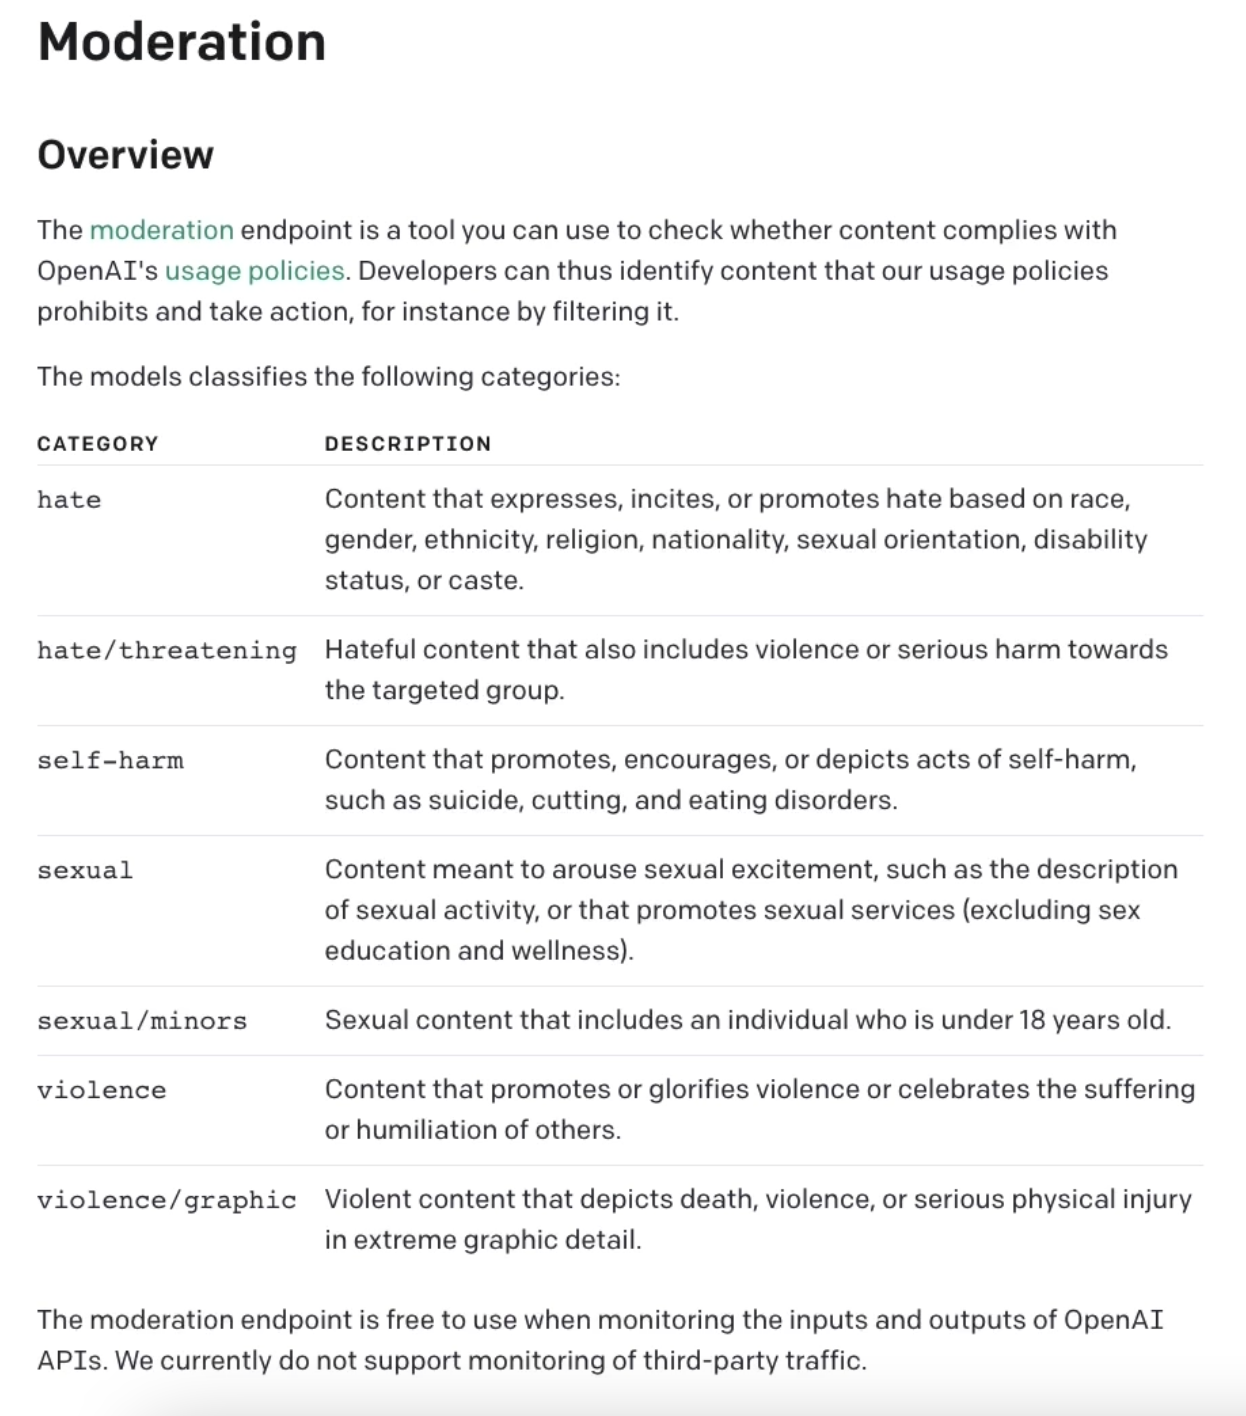 Moderation
Overview
The moderation endpoint is a tool you can use to check whether content complies with
OpenAI's usage policies. Developers can thus identify content that our usage policies
prohibits and take action, for instance by filtering it.
The models classifies the following categories:
CATEGORY DESCRIPTION
hate Content that expresses, incites, or promotes hate based on race,
gender, ethnicity, religion, nationality, sexual orientation, disability
status, or caste.
hate/threatening Hateful content that also includes violence or serious harm towards
the targeted group.
self-harm Content that promotes, encourages, or depicts acts of self-harm,
such as suicide, cutting, and eating disorders.
sexual Content meant to arouse sexual excitement, such as the description
of sexual activity, or that promotes sexual services (excluding sex
education and wellness).
sexual/minors Sexual content that includes an individual who is under 18 years old.
violence Content that promotes or glorifies violence or celebrates the suffering
or humiliation of others.
violence/graphic Violent content that depicts death, violence, or serious physical injury
in extreme graphic detail.
The moderation endpoint is free to use when monitoring the inputs and outputs of OpenAI
APIs. We currently do not support monitoring of third-party traffic.